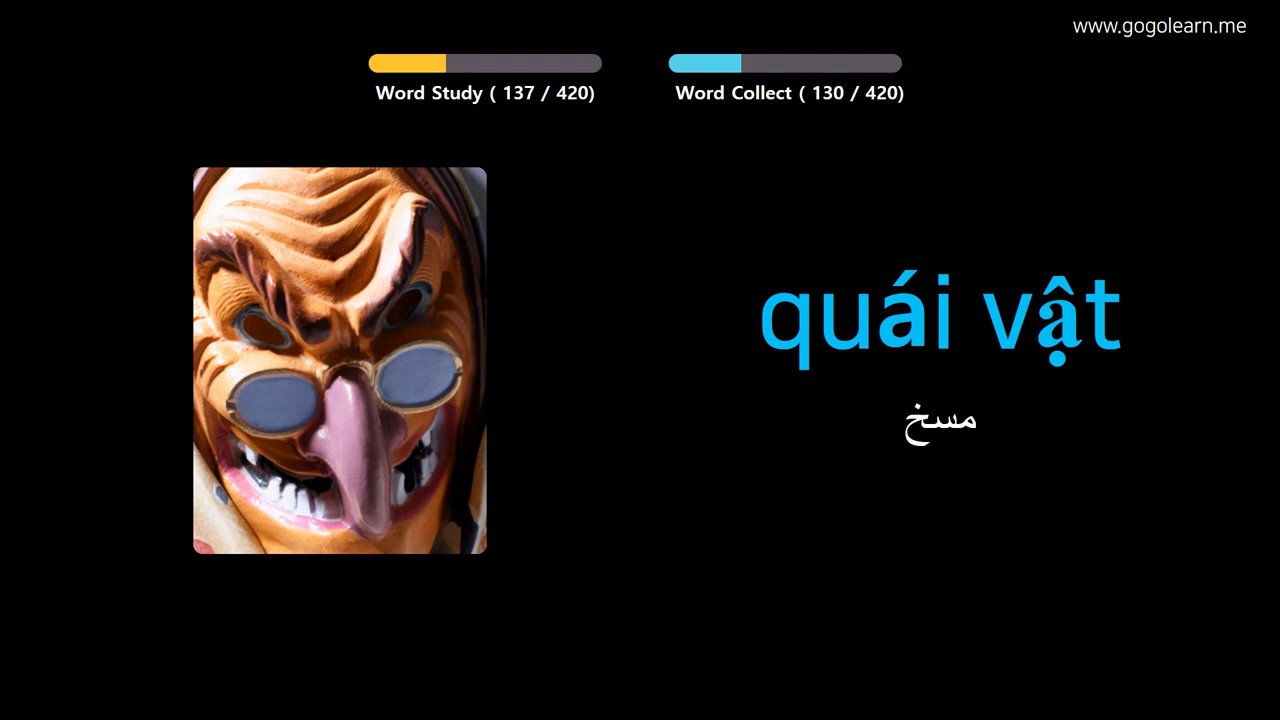 www.gogolearn.me
Word Study ( 137 / 420)
Word Collect ( 130 / 420)
quái vật
مسخ